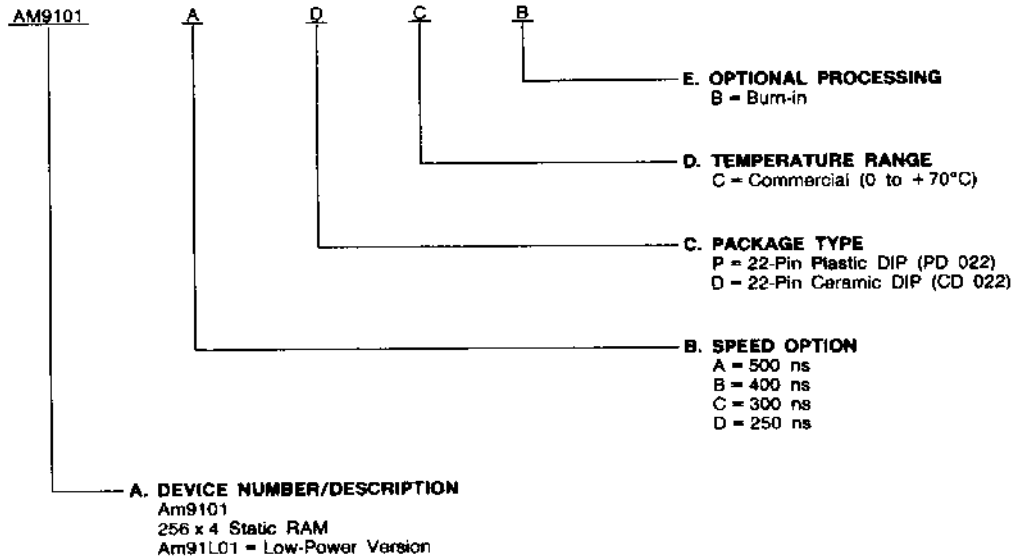 AM9101 A D C B
E. OPTIONAL PROCESSING
B = Burn-in
D. TEMPERATURE RANGE
C = Commercial (0 to +70°C)
C. PACKAGE TYPE
P = 22-Pin Plastic DIP (PD 022)
D = 22-Pin Ceramic DIP (CD 022)
B. SPEED OPTION
A = 500 ns
B = 400 ns
C = 300 ns
D = 250 ns
A. DEVICE NUMBER/DESCRIPTION
Am9101
256 x 4 Static RAM
Am91L01 = Low-Power Version